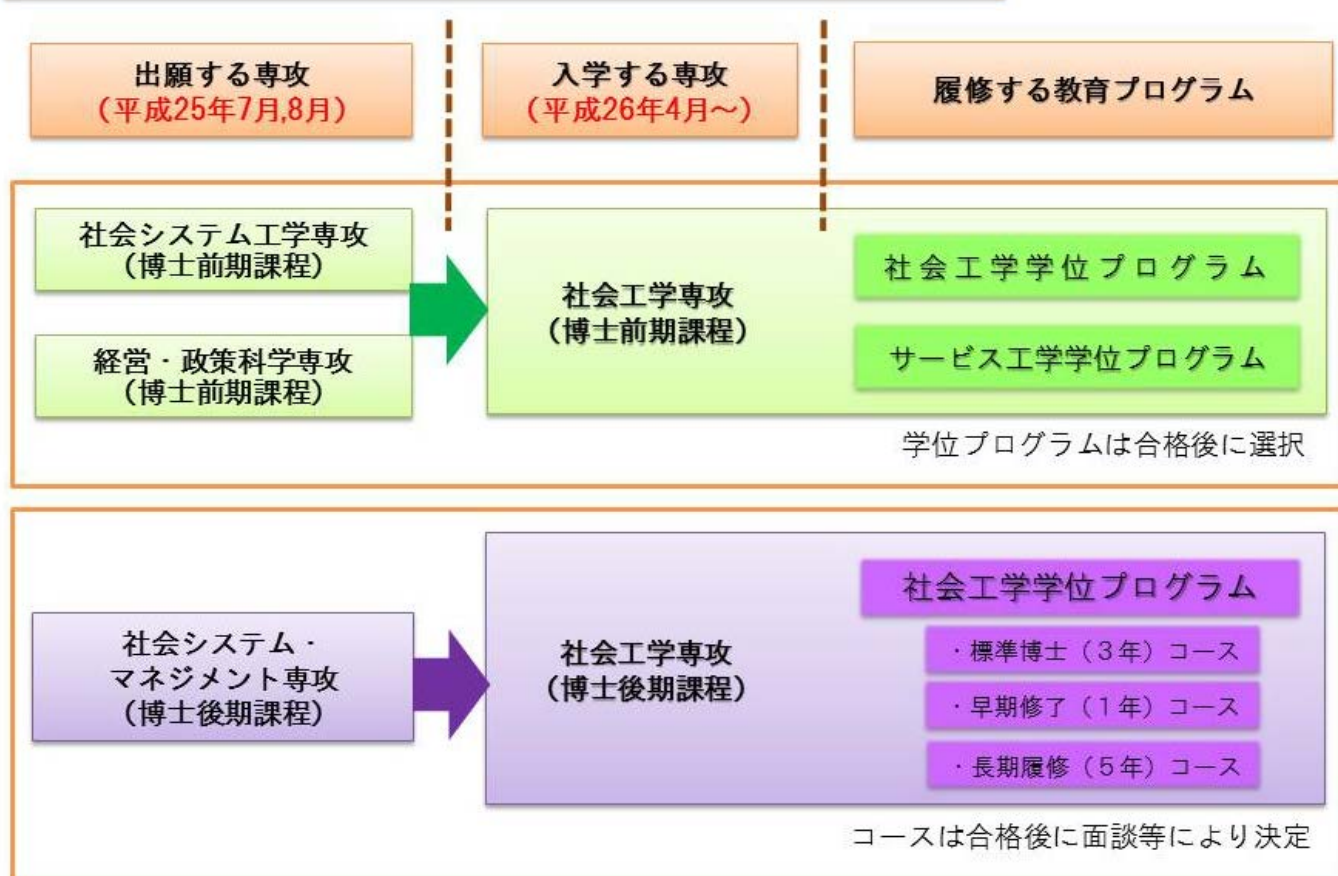 出願する専攻
(平成25年7月,8月)
入学する専攻
(平成26年4月～)
履修する教育プログラム
社会システム工学専攻
(博士前期課程)
経営・政策科学専攻
(博士前期課程)
社会工学専攻
(博士前期課程)
社会工学学位プログラム
サービス工学学位プログラム
学位プログラムは合格後に選択
社会システム・
マネジメント専攻
(博士後期課程)
社会工学専攻
(博士後期課程)
社会工学学位プログラム
・標準博士（３年）コース
・早期修了（１年）コース
・長期履修（５年）コース
コースは合格後に面談等により決定